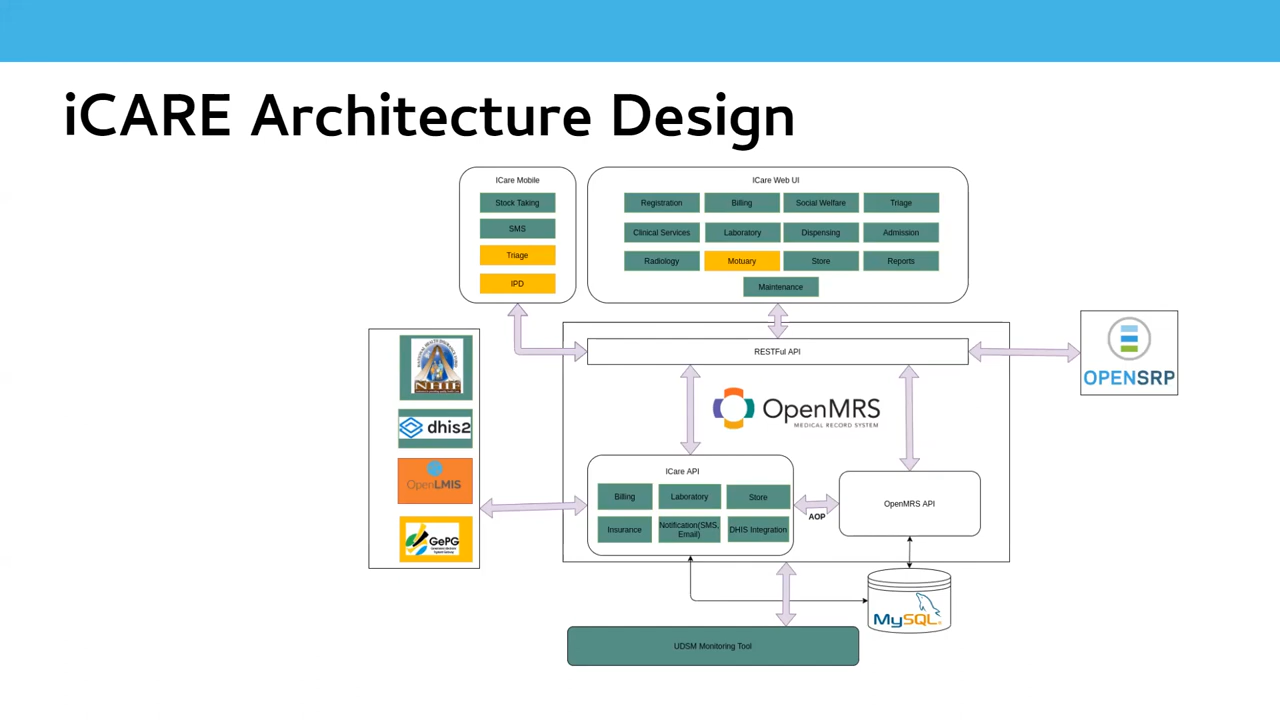 iCARE Architecture Design
ICare Mobile
Stock Taking
SMS
Triage
IPD
ICare Web UI
Registration
Billing
Social Welfare
Triage
Clinical Services
Laboratory
Dispensing
Admission
Radiology
Motuary
Store
Reports
Maintenance
RESTFul API
OpenMRS
MEDICAL RECORD SYSTEM
OPENSRP
NHIF
dhis2
OpenLMIS
GePG
ICare API
Billing
Laboratory
Store
Insurance
Notification(SMS,
Email)
DHIS Integration
AOP
OpenMRS API
MySQL
UDSM Monitoring Tool